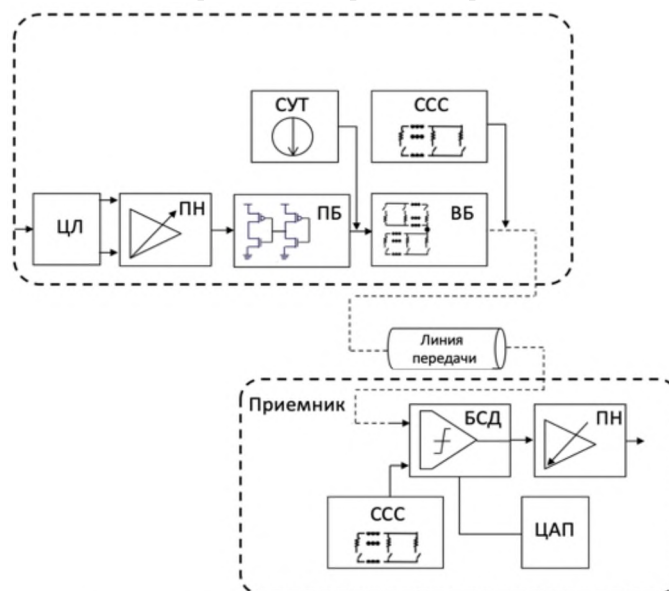 СУТ
ССС
ЦЛ
ПН
ПБ
ВБ
Линия
передачи
Приемник
БСД
ПН
ССС
ЦАП